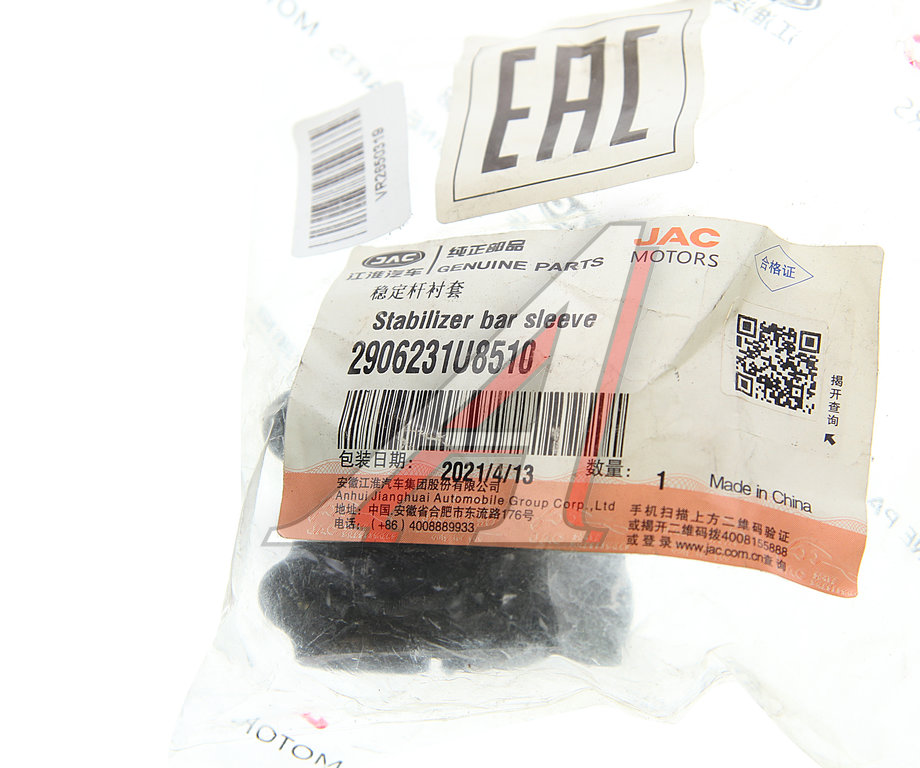 EAC
VR2650319
JAC
江淮汽车
纯正部品
GENUINE PARTS
JAC
MOTORS
合格证
稳定杆衬套
Stabilizer bar sleeve
2906231U8510
揭开查询
包装日期: 2021/4/13 数量: 1 Made in China
安徽江淮汽车集团股份有限公司
Anhui Jianghuai Automobile Group Corp.,Ltd
地址: 中国.安徽省合肥市东流路176号
电话: (+86) 4008889933
手机扫描上方二维码验证
或揭开二维码拨4008155888
或登录 www.jac.com.cn查询
MOTO